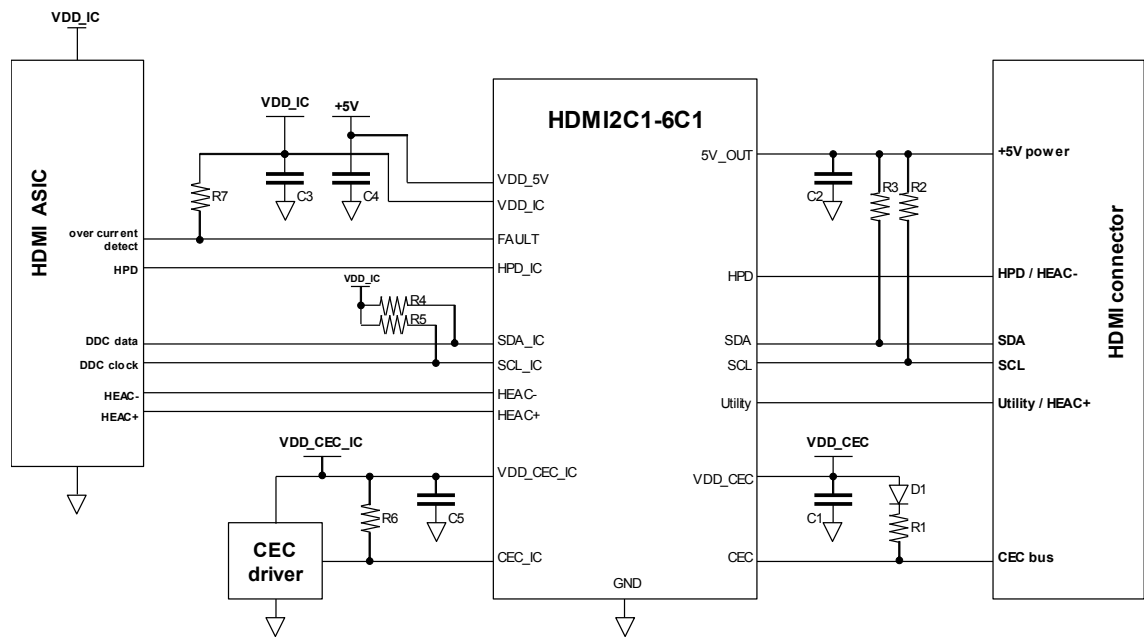 VDD_IC
HDMI ASIC
over current
detect
HPD
DDC data
DDC clock
HEAC-
HEAC+
VDD_IC
+5V
R7
C3
C4
VDD_IC
R4
R5
VDD_CEC_IC
R6
C5
CEC
driver
HDMI2C1-6C1
VDD_5V
VDD_IC
FAULT
HPD_IC
SDA_IC
SCL_IC
HEAC-
HEAC+
VDD_CEC_IC
CEC_IC
GND
5V_OUT
HPD
SDA
SCL
Utility
VDD_CEC
CEC
C2
R3
R2
VDD_CEC
C1
D1
R1
+5V power
HPD / HEAC-
SDA
SCL
Utility / HEAC+
CEC bus
HDMI connector